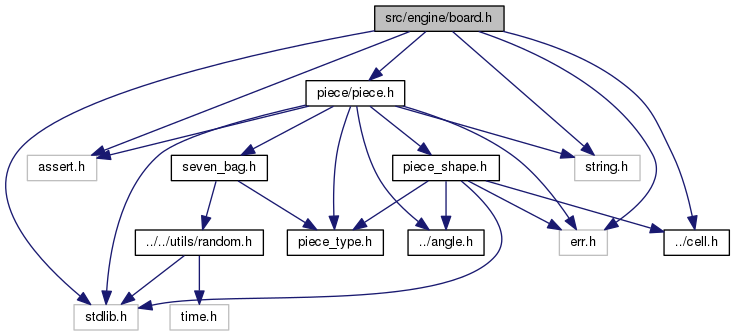 src/engine/board.h
piece/piece.h
assert.h
seven_bag.h
piece_shape.h
string.h
../../utils/random.h
piece_type.h
../angle.h
err.h
../cell.h
stdlib.h
time.h